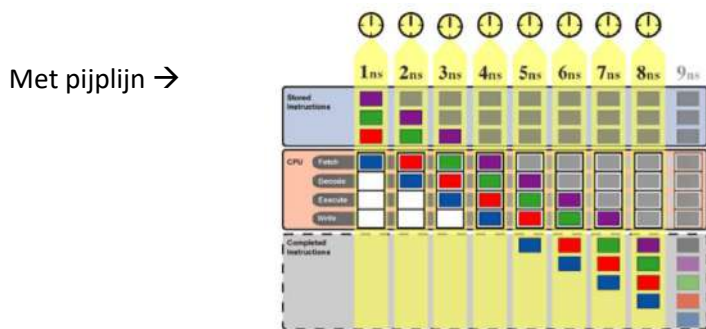 Met pijplijn →
1ns 2ns 3ns 4ns 5ns 6ns 7ns 8ns 9ns
Stored
Instructions
CPU Fetch
Decode
Execute
Write
Completed
Instructions